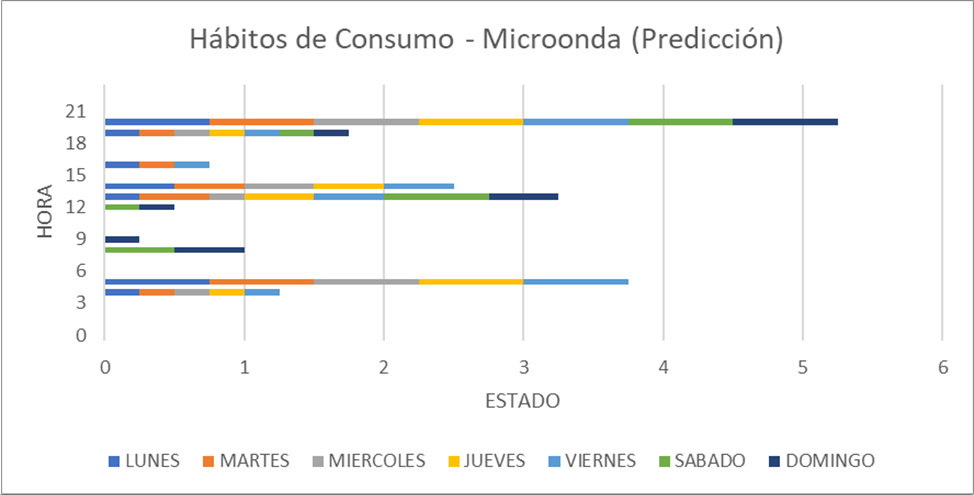 Hábitos de Consumo - Microonda (Predicción)
21
18
15
12
9
6
3
0
HORA
0 1 2 3 4 5 6
ESTADO
LUNES MARTES MIERCOLES JUEVES VIERNES SABADO DOMINGO